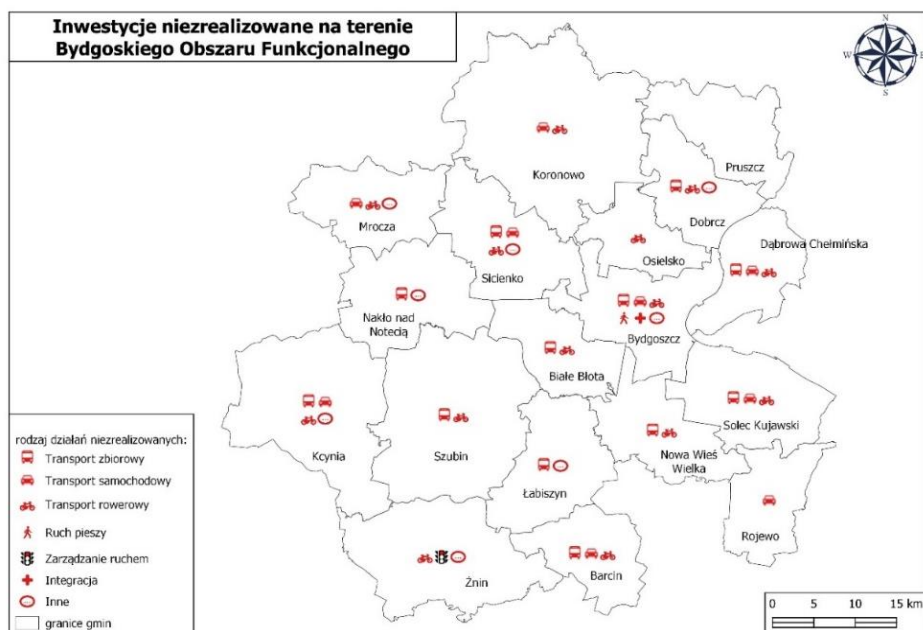 Inwestycje niezrealizowane na terenie
Bydgoskiego Obszaru Funkcjonalnego
N
W
E
S
Koronowo
Pruszcz
Dobrcz
Mrocza
Sicienko
Osielsko
Dąbrowa Chełmińska
Nakło nad
Notecią
Bydgoszcz
Białe Błota
Solec Kujawski
Kcynia
Szubin
Nowa Wieś
Wielka
Łabiszyn
Rojewo
Żnin
Barcin
rodzaj działań niezrealizowanych:
Transport zbiorowy
Transport samochodowy
Transport rowerowy
Ruch pieszy
Zarządzanie ruchem
Integracja
Inne
granice gmin
0 5 10 15 km